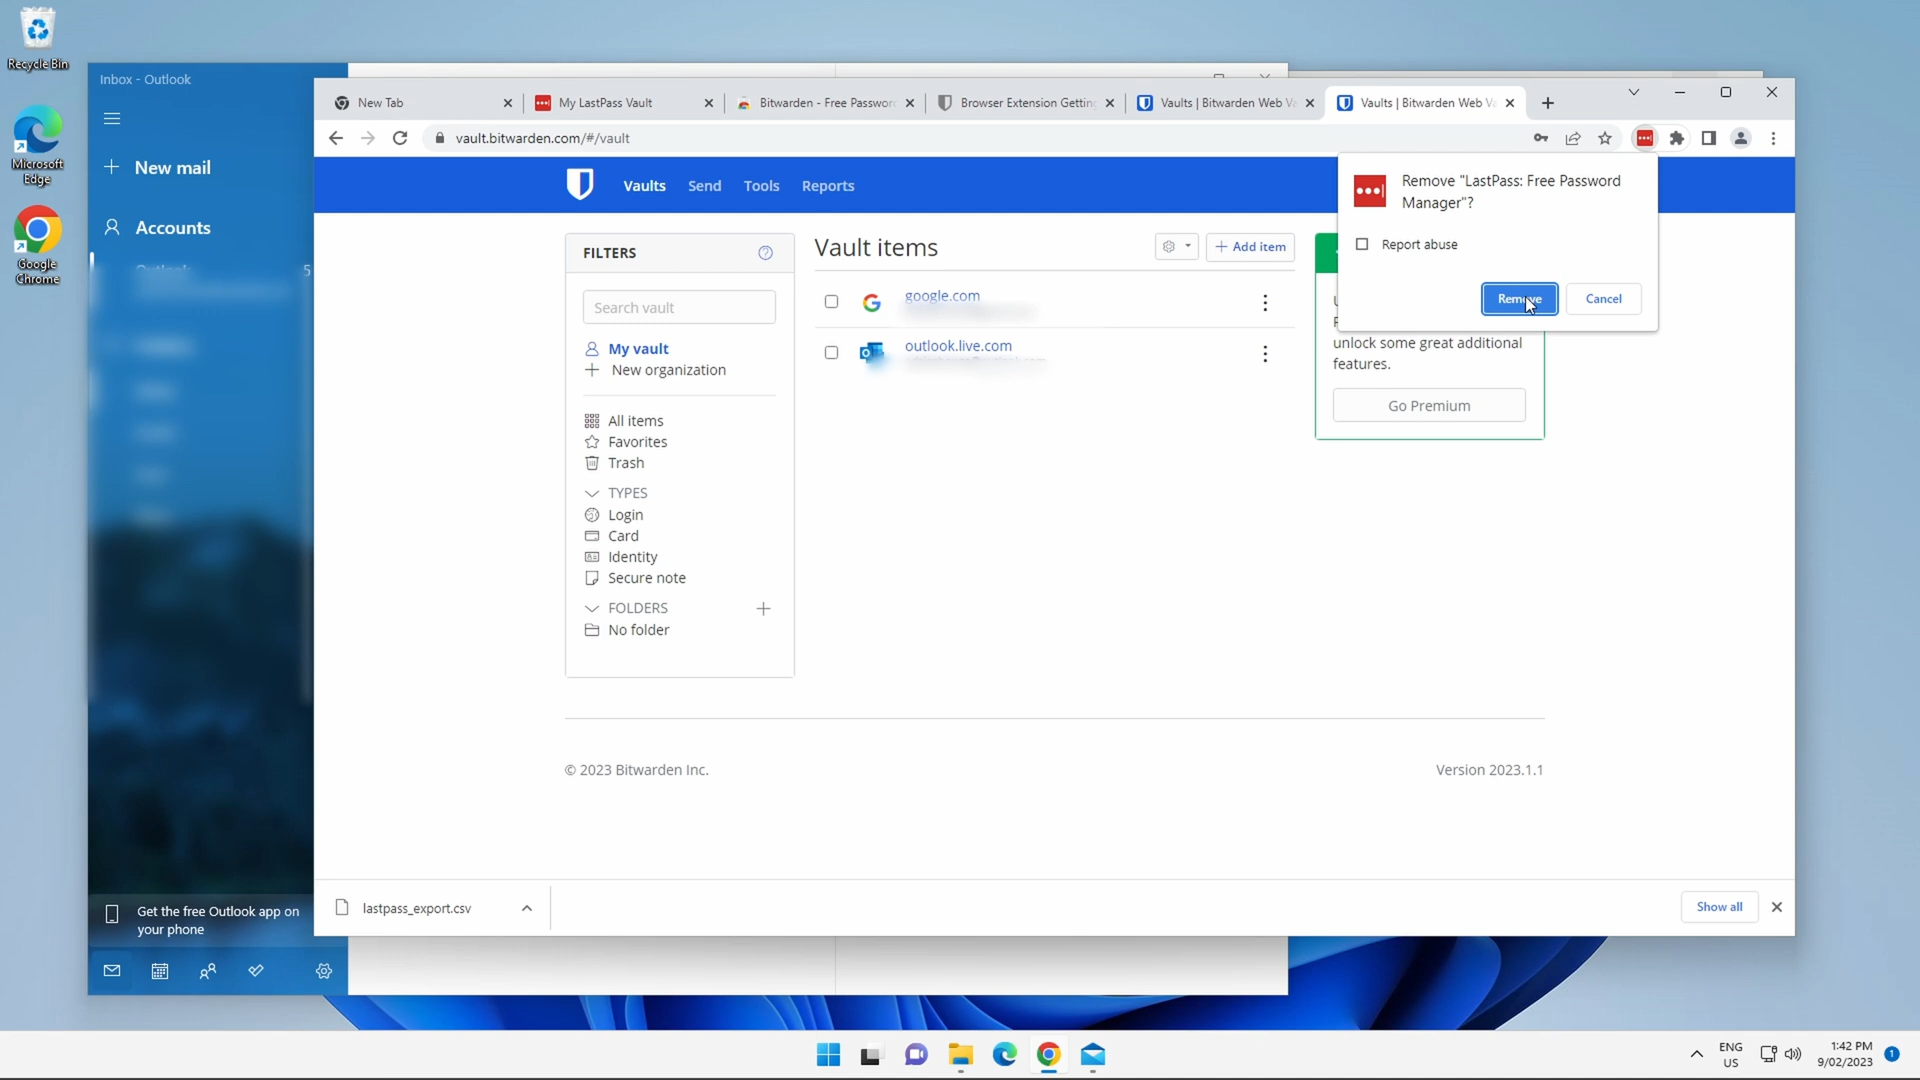 Recycle Bin
Microsoft
Edge
Google
Chrome
Inbox - Outlook
New mail
Accounts
5
Get the free Outlook app on
your phone
New Tab
My LastPass Vault
Bitwarden - Free Passwor
Browser Extension Getting
Vaults | Bitwarden Web Va
Vaults | Bitwarden Web Va
vault.bitwarden.com/#/vault
Vaults
Send
Tools
Reports
Remove "LastPass: Free Password
Manager"?
Report abuse
Remove
Cancel
FILTERS
Search vault
My vault
New organization
All items
Favorites
Trash
TYPES
Login
Card
Identity
Secure note
FOLDERS
No folder
Vault items
Add item
google.com
outlook.live.com
unlock some great additional
features.
Go Premium
© 2023 Bitwarden Inc.
Version 2023.1.1
lastpass_export.csv
Show all
ENG
US
1:42 PM
9/02/2023
1